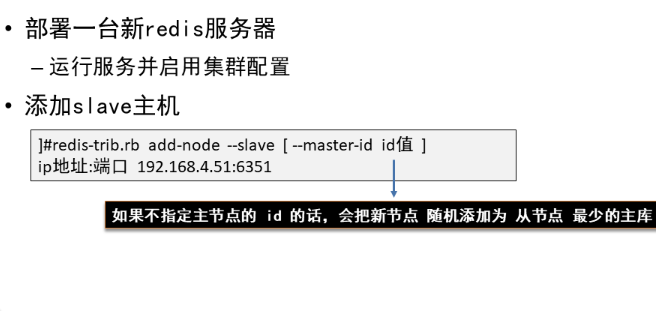 • 部署一台新redis服务器
– 运行服务并启用集群配置
• 添加slave主机
]#redis-trib.rb add-node --slave [ --master-id id值 ]
ip地址:端口 192.168.4.51:6351
如果不指定主节点的 id 的话，会把新节点 随机添加为 从节点 最少的主库